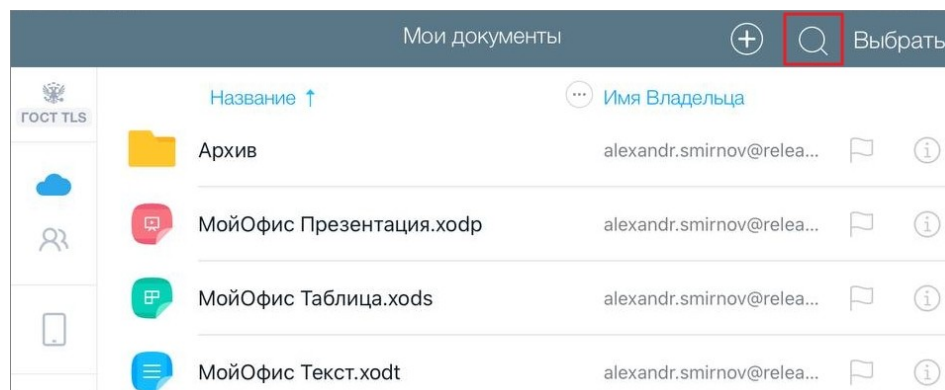 Мои документы Выбрать
ГОСТ TLS
Название ↑ Имя Владельца
Архив alexandr.smirnov@relea...
МойОфис Презентация.xodp alexandr.smirnov@relea...
МойОфис Таблица.xods alexandr.smirnov@relea...
МойОфис Текст.xodt alexandr.smirnov@relea...